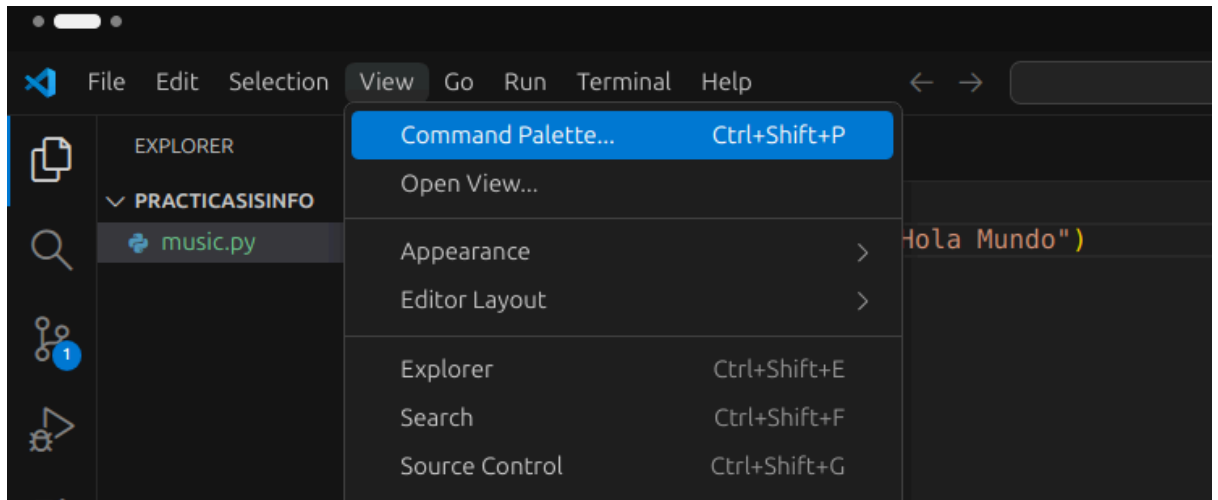 File Edit Selection View Go Run Terminal Help
EXPLORER
PRACTICASISINFO
music.py
1
Command Palette... Ctrl+Shift+P
Open View...
Appearance
Editor Layout
Explorer Ctrl+Shift+E
Search Ctrl+Shift+F
Source Control Ctrl+Shift+G
Hola Mundo")